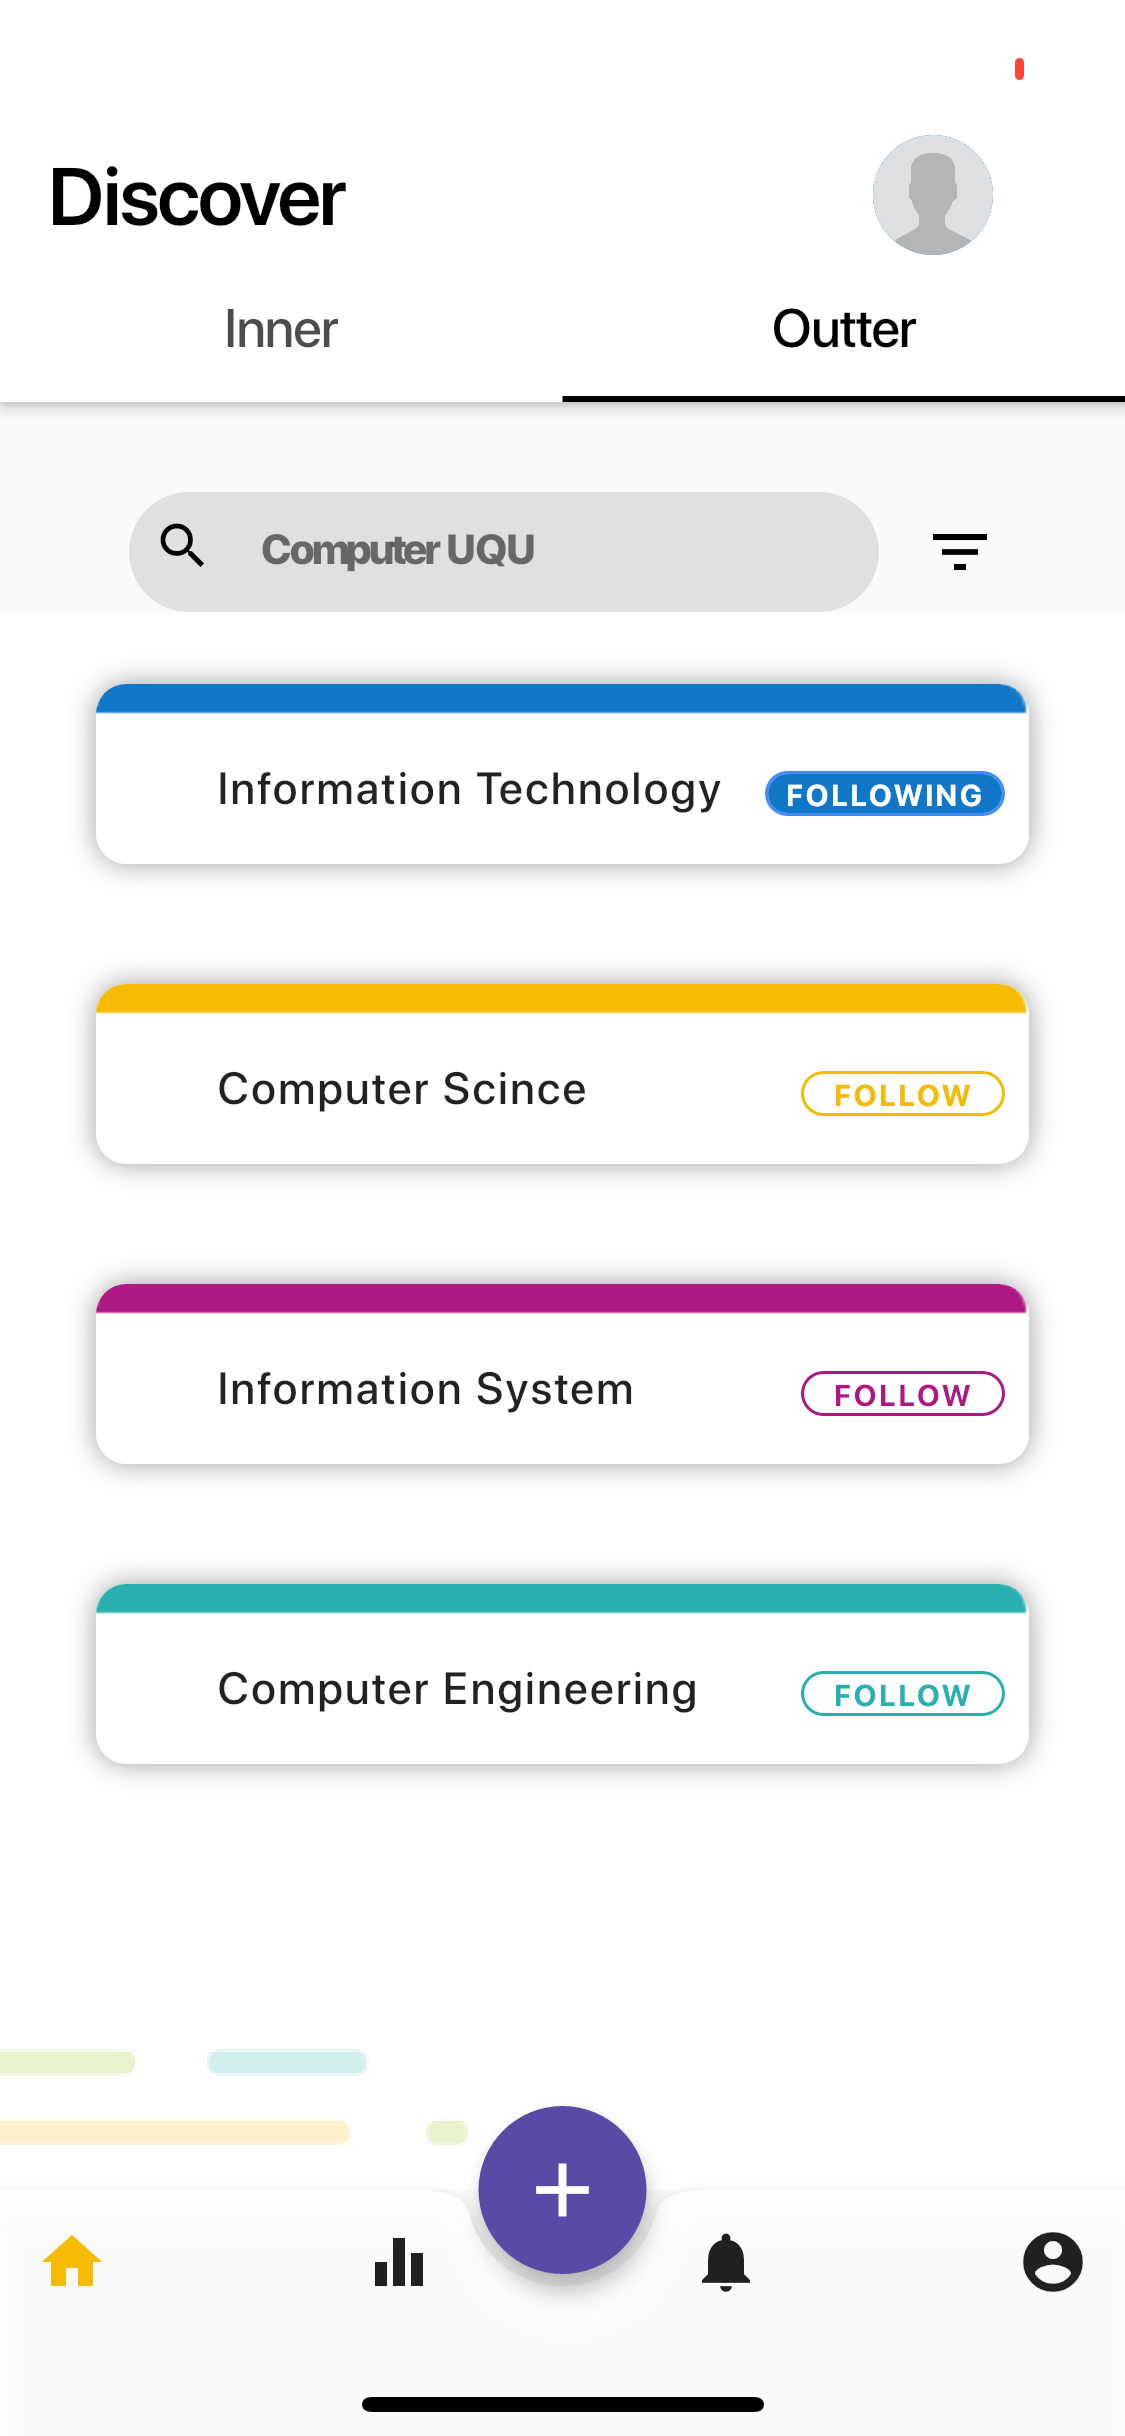 Discover
Inner
Outter
Computer UQU
Information Technology
FOLLOWING
Computer Scince
FOLLOW
Information System
FOLLOW
Computer Engineering
FOLLOW